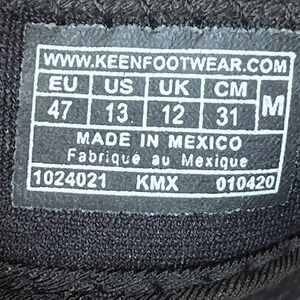 WWW.KEENFOOTWEAR.COM
EU US UK CM M
47 13 12 31
MADE IN MEXICO
Fabriqué au Mexique
1024021 KMX 010420